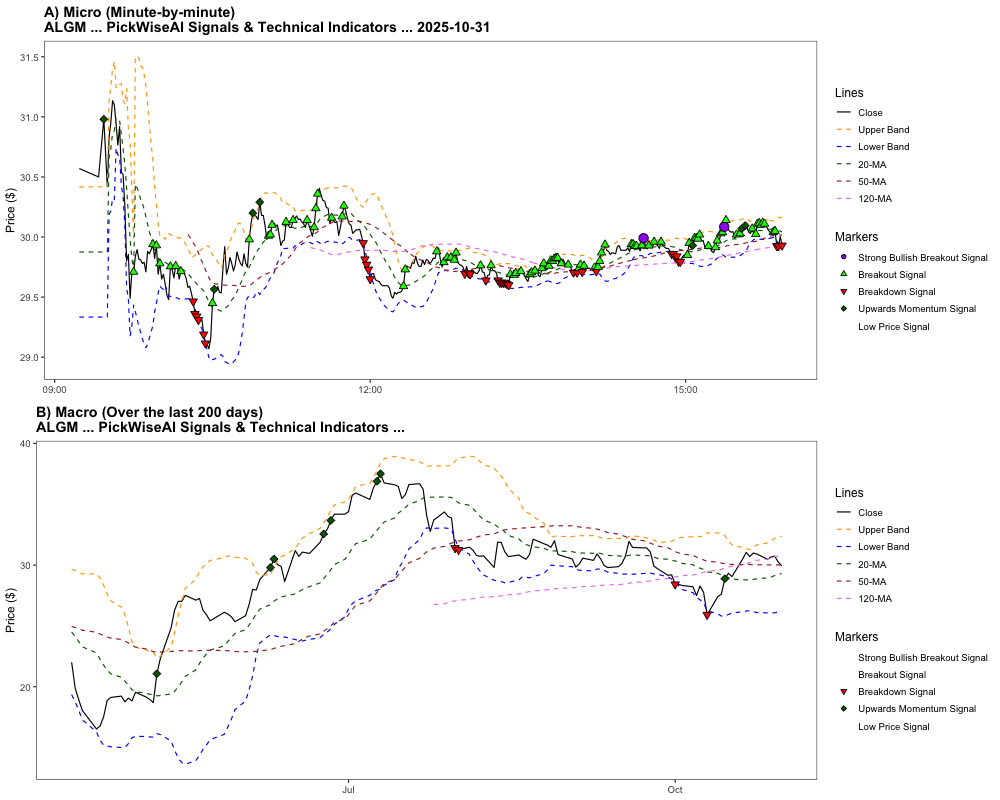 A) Micro (Minute-by-minute)
ALGM ... PickWiseAI Signals & Technical Indicators ... 2025-10-31
31.5
31.0
30.5
30.0
29.5
29.0
Price ($)
09:00
12:00
15:00
Lines
Close
Upper Band
Lower Band
20-MA
50-MA
120-MA
Markers
Strong Bullish Breakout Signal
Breakout Signal
Breakdown Signal
Upwards Momentum Signal
Low Price Signal
B) Macro (Over the last 200 days)
ALGM ... PickWiseAI Signals & Technical Indicators ...
40
30
20
Price ($)
Jul
Oct
Lines
Close
Upper Band
Lower Band
20-MA
50-MA
120-MA
Markers
Strong Bullish Breakout Signal
Breakout Signal
Breakdown Signal
Upwards Momentum Signal
Low Price Signal